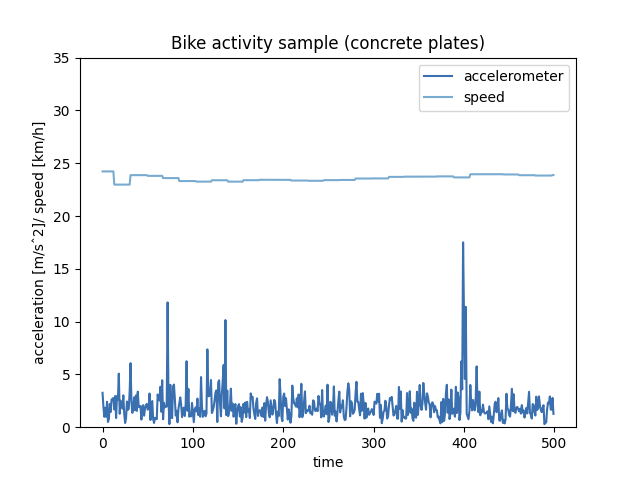 Bike activity sample (concrete plates)
accelerometer
speed
35
30
25
20
15
10
5
0
acceleration [m/s^2]/ speed [km/h]
0 100 200 300 400 500
time